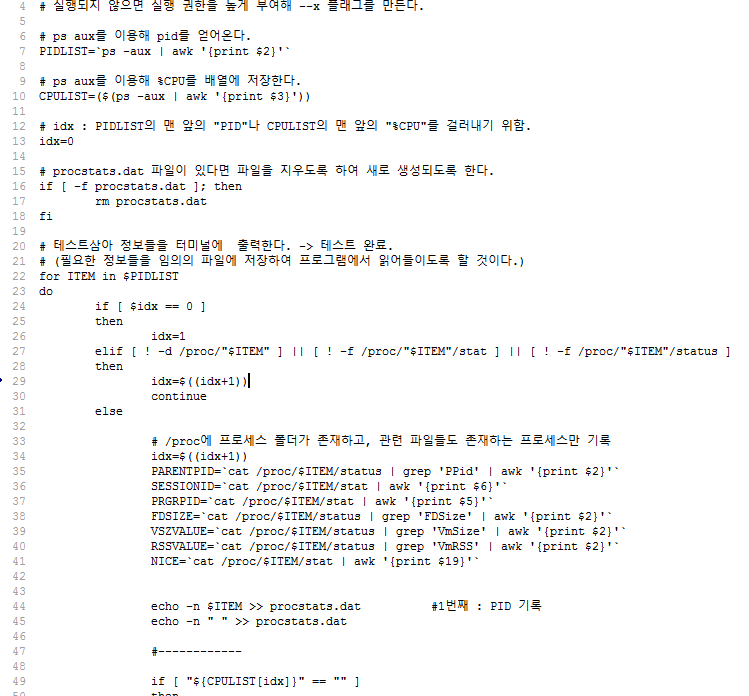 4 # 실행되지 않으면 실행 권한을 높게 부여해 --x 플래그를 만든다.
5
6 # ps aux를 이용해 pid를 얻어온다.
7 PIDLIST=`ps -aux | awk '{print $2}'`
8
9 # ps aux를 이용해 %CPU를 배열에 저장한다.
10 CPULIST=($(ps -aux | awk '{print $3}'))
11
12 # idx : PIDLIST의 맨 앞의 "PID"나 CPULIST의 맨 앞의 "%CPU"를 걸러내기 위함.
13 idx=0
14
15 # procstats.dat 파일이 있다면 파일을 지우도록 하여 새로 생성되도록 한다.
16 if [ -f procstats.dat ]; then
17 rm procstats.dat
18 fi
19
20 # 테스트삼아 정보들을 터미널에  출력한다. -> 테스트 완료.
21 # (필요한 정보들을 임의의 파일에 저장하여 프로그램에서 읽어들이도록 할 것이다.)
22 for ITEM in $PIDLIST
23 do
24 if [ $idx == 0 ]
25 then
26 idx=1
27 elif [ ! -d /proc/"$ITEM" ] || [ ! -f /proc/"$ITEM"/stat ] || [ ! -f /proc/"$ITEM"/status ]
28 then
29 idx=$((idx+1))
30 continue
31 else
32
33 # /proc에 프로세스 폴더가 존재하고, 관련 파일들도 존재하는 프로세스만 기록
34 idx=$((idx+1))
35 PARENTPID=`cat /proc/$ITEM/status | grep 'PPid' | awk '{print $2}'`
36 SESSIONID=`cat /proc/$ITEM/stat | awk '{print $6}'`
37 PRGRPID=`cat /proc/$ITEM/stat | awk '{print $5}'`
38 FDSIZE=`cat /proc/$ITEM/status | grep 'FDSize' | awk '{print $2}'`
39 VSZVALUE=`cat /proc/$ITEM/status | grep 'VmSize' | awk '{print $2}'`
40 RSSVALUE=`cat /proc/$ITEM/status | grep 'VmRSS' | awk '{print $2}'`
41 NICE=`cat /proc/$ITEM/stat | awk '{print $19}'`
42
43
44 echo -n $ITEM >> procstats.dat #1번째 : PID 기록
45 echo -n " " >> procstats.dat
46
47 #------------
48
49 if [ "${CPULIST[idx]}" == "" ]
50 then